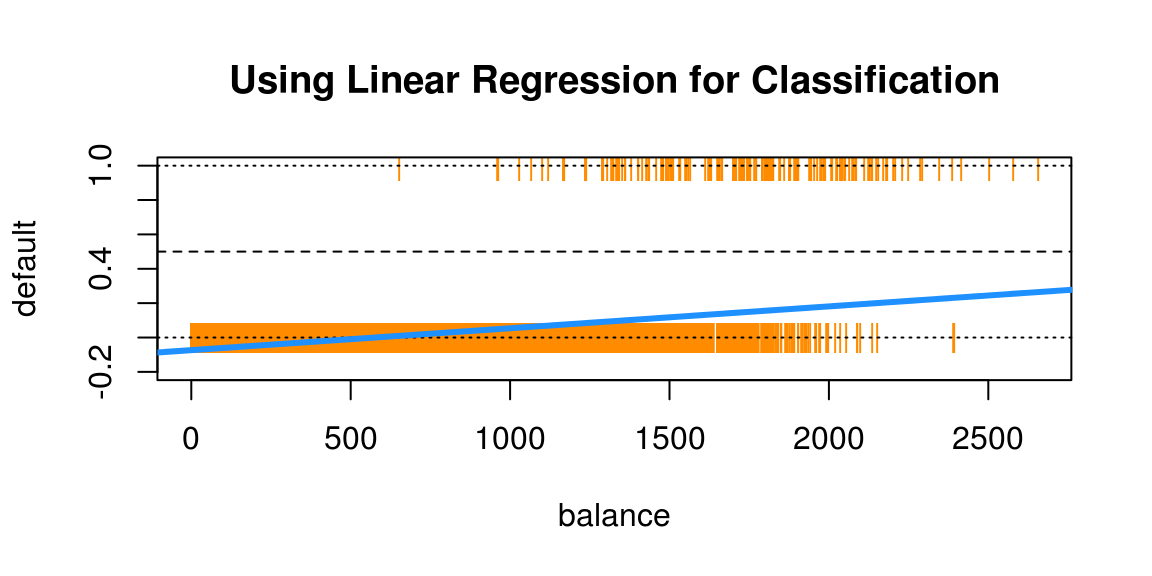 Using Linear Regression for Classification
default
1.0
0.4
-0.2
0 500 1000 1500 2000 2500
balance